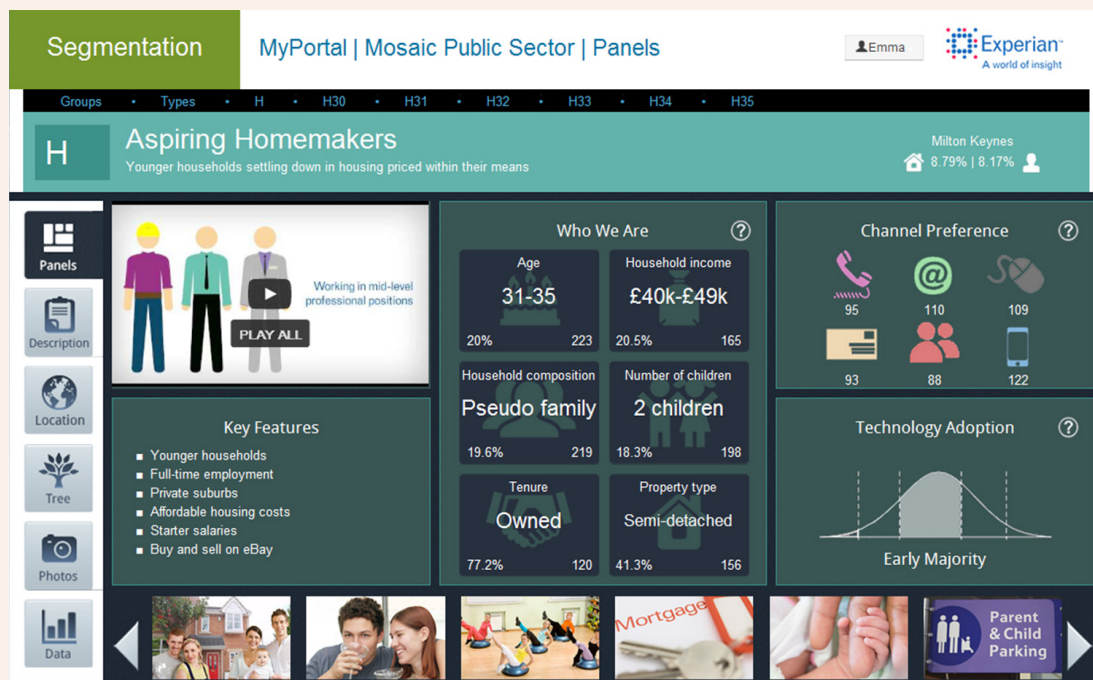 Segmentation
MyPortal | Mosaic Public Sector | Panels
Emma
Experian™
A world of insight
Groups • Types • H • H30 • H31 • H32 • H33 • H34 • H35
H
Aspiring Homemakers
Younger households settling down in housing priced within their means
Milton Keynes
8.79% | 8.17%
Panels
Description
Location
Tree
Photos
Data
Working in mid-level
professional positions
PLAY ALL
Key Features
■ Younger households
■ Full-time employment
■ Private suburbs
■ Affordable housing costs
■ Starter salaries
■ Buy and sell on eBay
Who We Are
?
Age
31-35
20% 223
Household income
£40k-£49k
20.5% 165
Household composition
Pseudo family
19.6% 219
Number of children
2 children
18.3% 198
Tenure
Owned
77.2% 120
Property type
Semi-detached
41.3% 156
Channel Preference
?
@
95 110 109
93 88 122
Technology Adoption
?
Early Majority
Mortgage
Parent
& Child
Parking